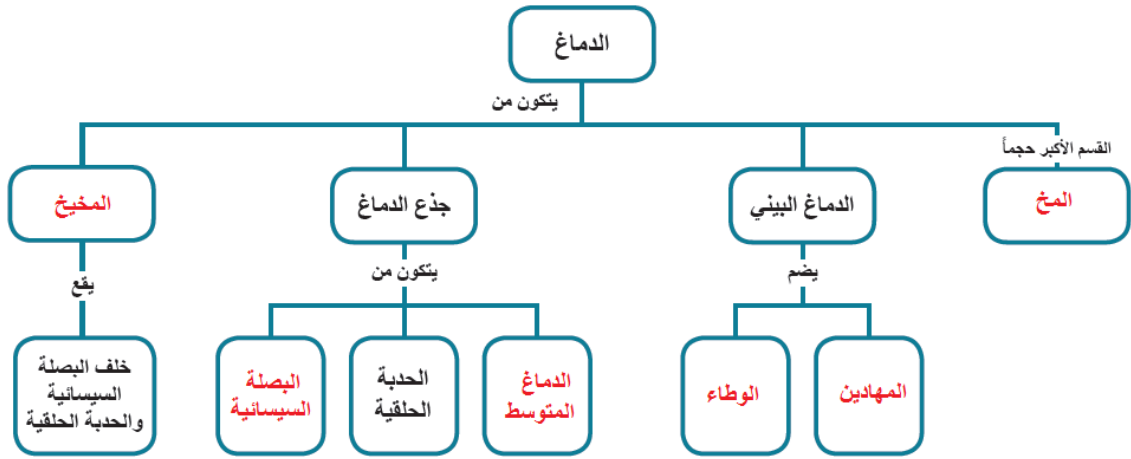 الدماغ
يتكون من
القسم الأكبر حجماً
المخ
الدماغ البيني
جذع الدماغ
المخيخ
يضم
يتكون من
يقع
المهادين
الوطاء
الدماغ
المتوسط
الحدبة
الحلقية
البصلة
السيسائية
خلف البصلة
السيسائية
والحدبة الحلقية